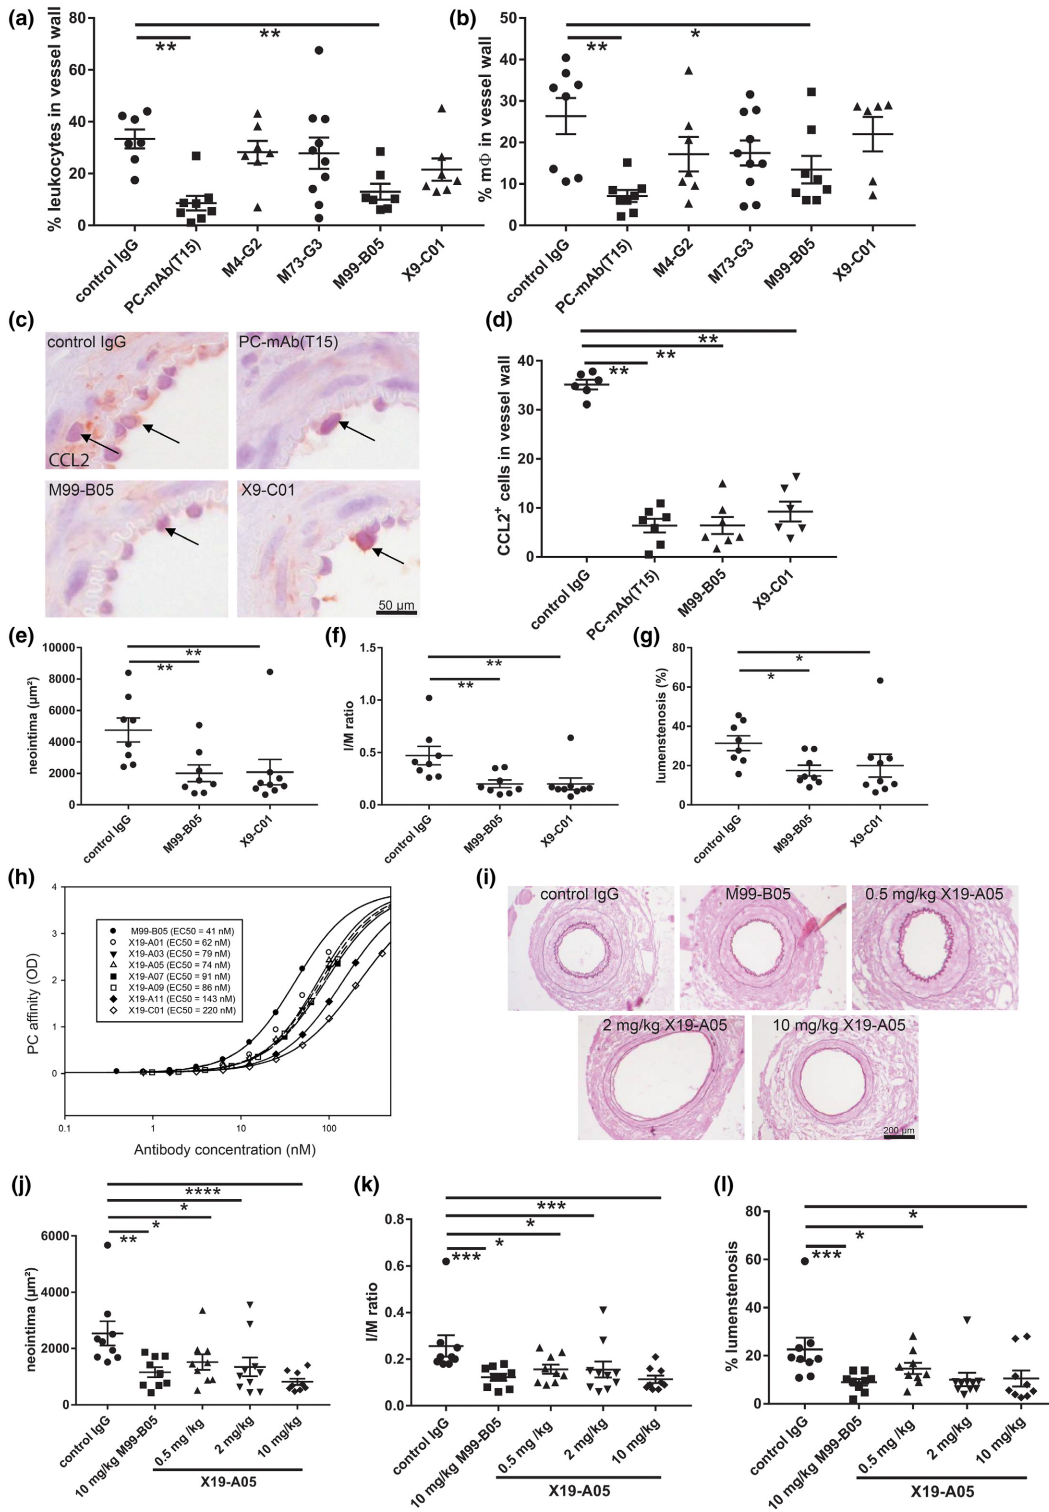 (a)
% leukocytes in vessel wall
80
60
40
20
0
**
**
control IgG
PC-mAb(T15)
M4-G2
M73-G3
M99-B05
X9-C01
(b)
% mΦ in vessel wall
50
40
30
20
10
0
*
**
control IgG
PC-mAb(T15)
M4-G2
M73-G3
M99-B05
X9-C01
(c)
control IgG
CCL2
PC-mAb(T15)
M99-B05
X9-C01
50 µm
(d)
CCL2+ cells in vessel wall
40
30
20
10
0
**
**
**
control IgG
PC-mAb(T15)
M99-B05
X9-C01
(e)
neointima (µm²)
10000
8000
6000
4000
2000
0
**
**
control IgG
M99-B05
X9-C01
(f)
I/M ratio
1.5
1.0
0.5
0.0
**
**
control IgG
M99-B05
X9-C01
(g)
lumenstenosis (%)
80
60
40
20
0
*
*
control IgG
M99-B05
X9-C01
(h)
PC affinity (OD)
4
3
2
1
0
M99-B05 (EC50 = 41 nM)
X19-A01 (EC50 = 62 nM)
X19-A03 (EC50 = 79 nM)
X19-A05 (EC50 = 74 nM)
X19-A07 (EC50 = 91 nM)
X19-A09 (EC50 = 86 nM)
X19-A11 (EC50 = 143 nM)
X19-C01 (EC50 = 220 nM)
0.1
1
10
100
Antibody concentration (nM)
(i)
control IgG
M99-B05
0.5 mg/kg X19-A05
2 mg/kg X19-A05
10 mg/kg X19-A05
200 µm
(j)
neointima (µm²)
6000
4000
2000
0
****
*
*
**
control IgG
10 mg/kg M99-B05
0.5 mg /kg
2 mg /kg
10 mg/kg
X19-A05
(k)
I/M ratio
0.8
0.6
0.4
0.2
0.0
***
*
*
***
control IgG
10 mg/kg M99-B05
0.5 mg /kg
2 mg/kg
10 mg/kg
X19-A05
(l)
% lumenstenosis
80
60
40
20
0
*
*
***
control IgG
10 mg/kg M99-B05
0.5 mg /kg
2 mg/kg
10 mg/kg
X19-A05